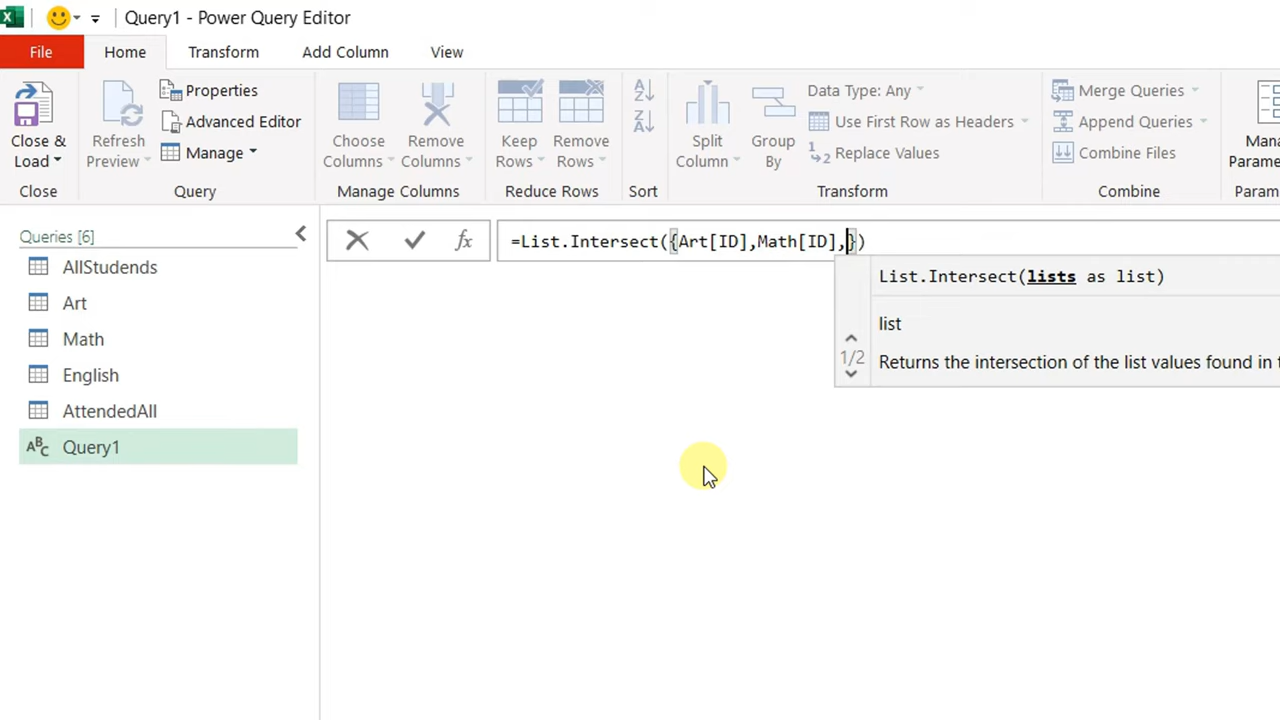 Query1 - Power Query Editor
File Home Transform Add Column View
Close & Load
Close
Refresh Preview
Properties
Advanced Editor
Manage
Query
Choose Columns
Remove Columns
Manage Columns
Keep Rows
Remove Rows
Reduce Rows
Sort
Split Column
Group By
Data Type: Any
Use First Row as Headers
Replace Values
Transform
Merge Queries
Append Queries
Combine Files
Combine
Mana
Parame
Param
Queries [6]
=List.Intersect({Art[ID],Math[ID],})
AllStudends
Art
Math
English
AttendedAll
Query1
List.Intersect(lists as list)
list
1/2
Returns the intersection of the list values found in t